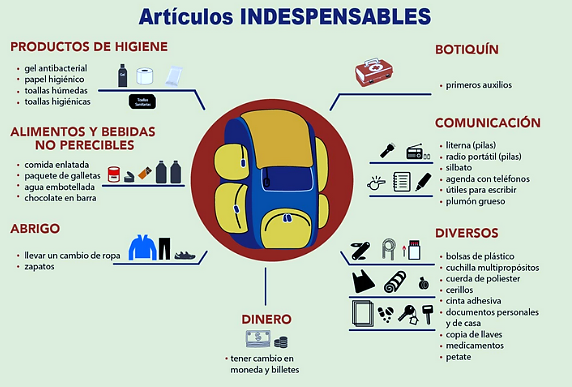 Artículos INDESPENSABLES
PRODUCTOS DE HIGIENE
• gel antibacterial
• papel higiénico
• toallas húmedas
• toallas higiénicas
Gel
Toallas
Sanitarias
ALIMENTOS Y BEBIDAS
NO PERECIBLES
• comida enlatada
• paquete de galletas
• agua embotellada
• chocolate en barra
ABRIGO
• llevar un cambio de ropa
• zapatos
DINERO
• tener cambio en
moneda y billetes
BOTIQUÍN
• primeros auxilios
COMUNICACIÓN
• literna (pilas)
• radio portátil (pilas)
• silbato
• agenda con teléfonos
• útiles para escribir
• plumón grueso
DIVERSOS
• bolsas de plástico
• cuchilla multipropósitos
• cuerda de poliester
• cerillos
• cinta adhesiva
• documentos personales
y de casa
• copia de llaves
• medicamentos
• petate